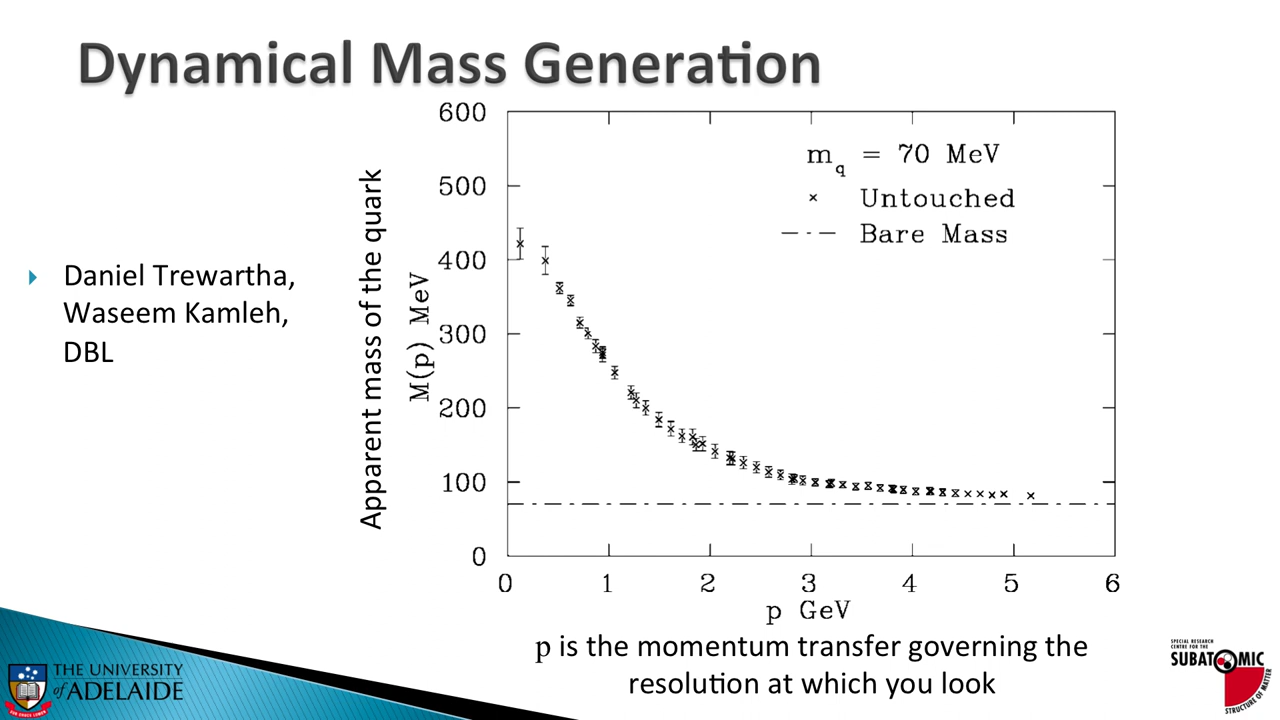 Dynamical Mass Generation
Daniel Trewartha,
Waseem Kamleh,
DBL
Apparent mass of the quark
M(p) MeV
600
500
400
300
200
100
0
m_q = 70 MeV
Untouched
Bare Mass
0 1 2 3 4 5 6
p GeV
p is the momentum transfer governing the
resolution at which you look
THE UNIVERSITY
of ADELAIDE
SPECIAL RESEARCH
CENTRE FOR THE
SUBATOMIC
STRUCTURE OF MATTER